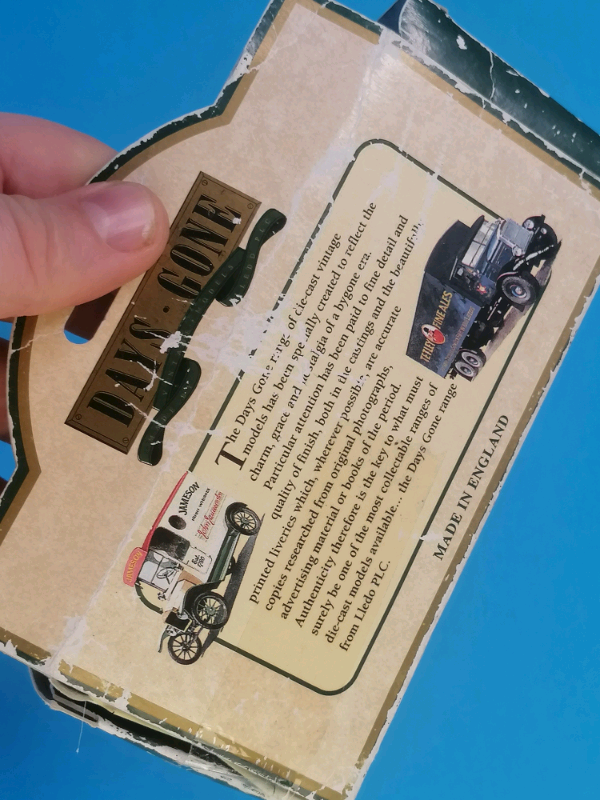 DAYS · GONE
The Days Gone range of die-cast vintage
models has been specially created to reflect the
charm, grace and nostalgia of a bygone era.
Particular attention has been paid to fine detail and
quality of finish, both in the castings and the beautifully
printed liveries which, wherever possible, are accurate
copies researched from original photographs,
advertising material or books of the period.
Authenticity therefore is the key to what must
surely be one of the most collectable ranges of
die-cast models available... the Days Gone range
from Lledo PLC.
TETLEY FINE ALES
JAMESON
MADE IN ENGLAND